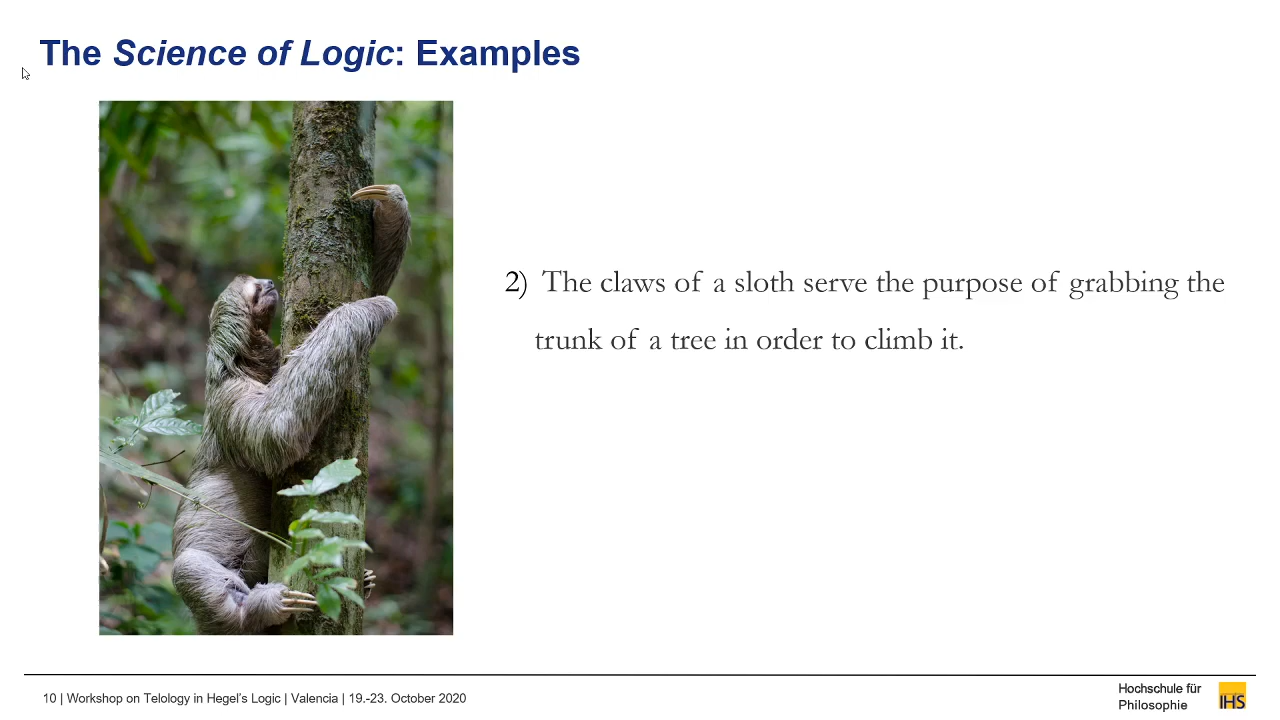 The Science of Logic: Examples
2) The claws of a sloth serve the purpose of grabbing the
trunk of a tree in order to climb it.
10 | Workshop on Telology in Hegel's Logic | Valencia | 19.-23. October 2020
Hochschule für
Philosophie
IHS